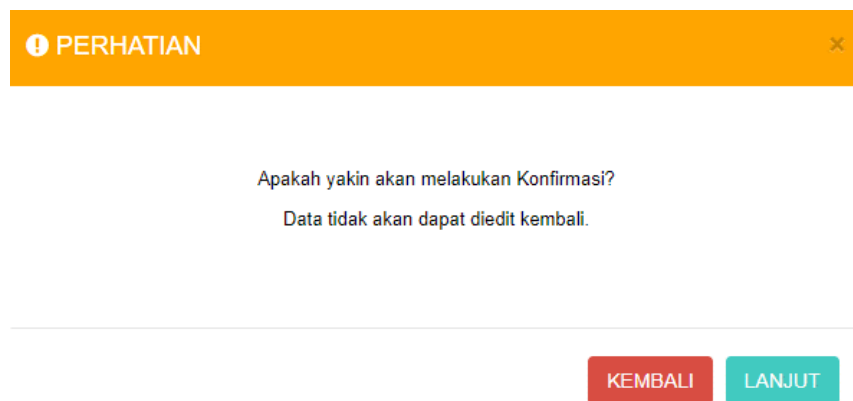 PERHATIAN
Apakah yakin akan melakukan Konfirmasi?
Data tidak akan dapat diedit kembali.
KEMBALI
LANJUT